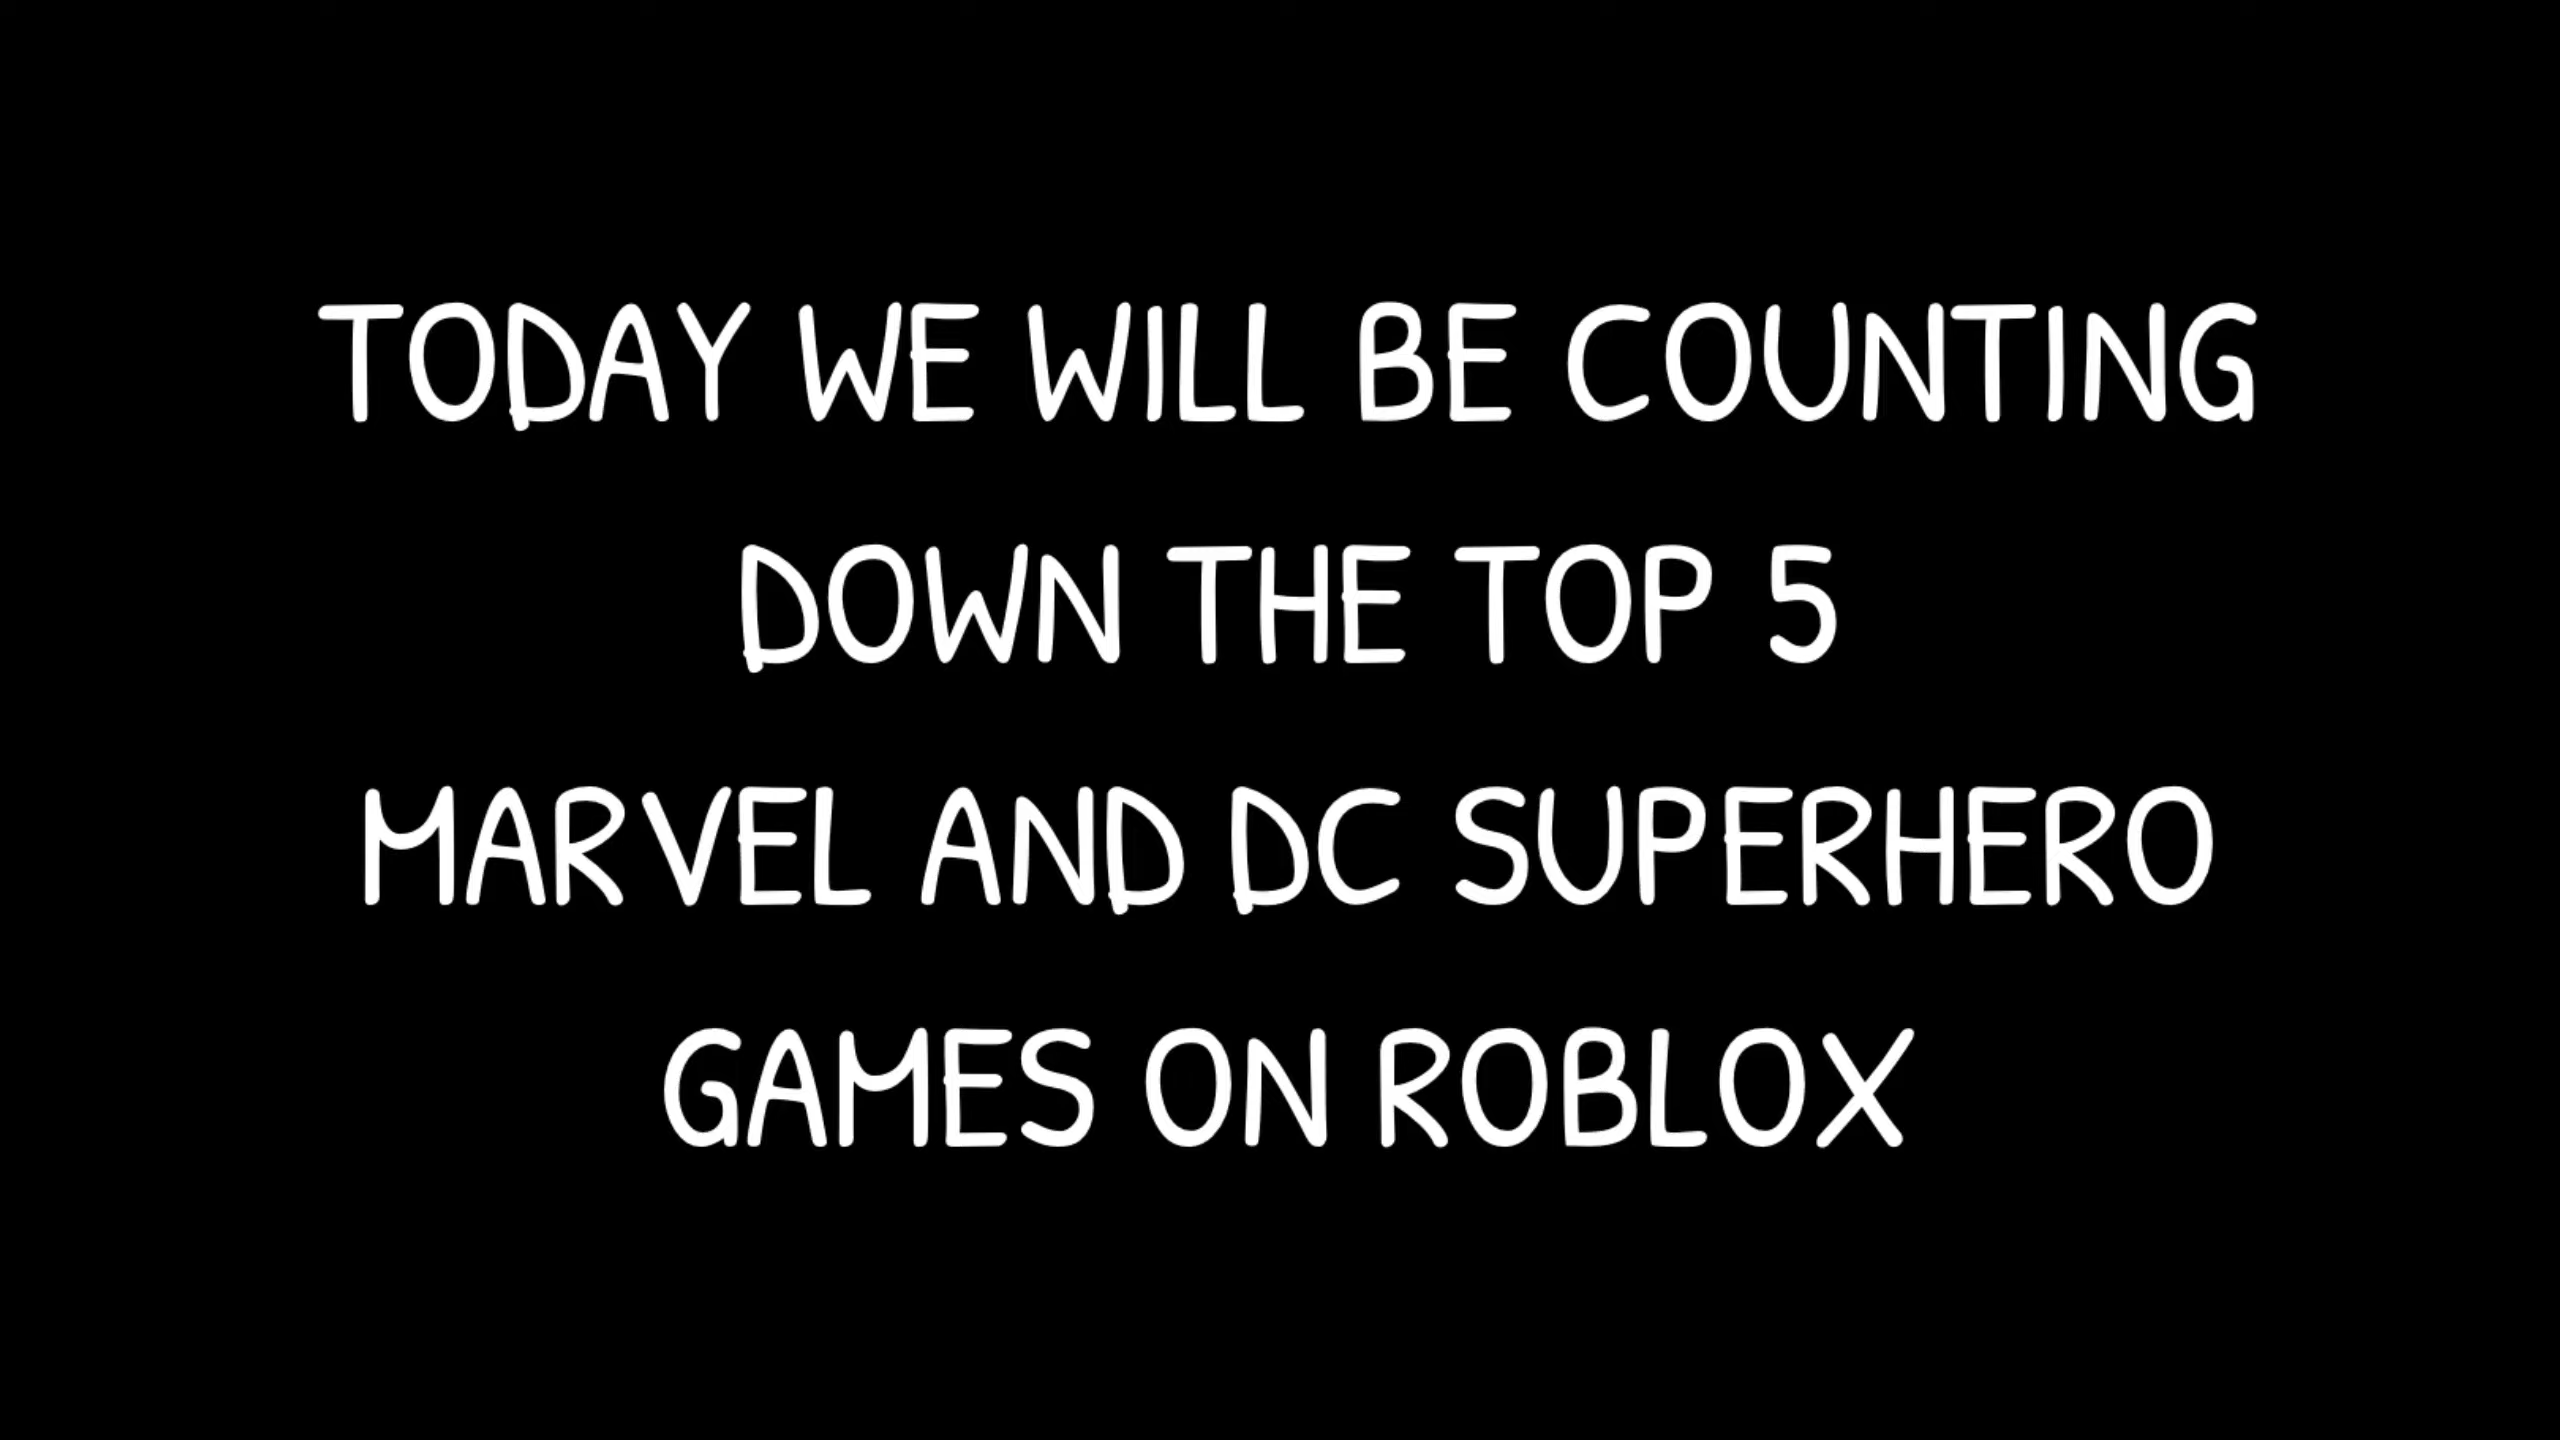 TODAY WE WILL BE COUNTING
DOWN THE TOP 5
MARVEL AND DC SUPERHERO
GAMES ON ROBLOX